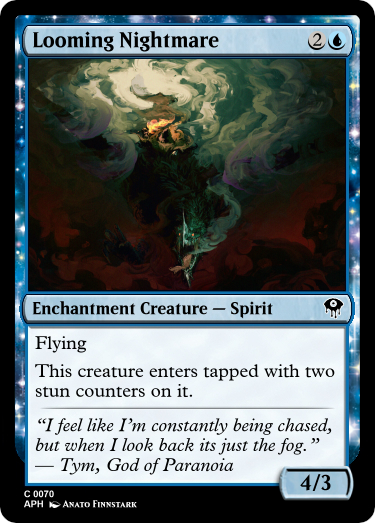 Looming Nightmare 2
Enchantment Creature — Spirit
Flying
This creature enters tapped with two
stun counters on it.
“I feel like I’m constantly being chased,
but when I look back its just the fog.”
— Tym, God of Paranoia
4/3
C 0070
APH Anato Finnstark